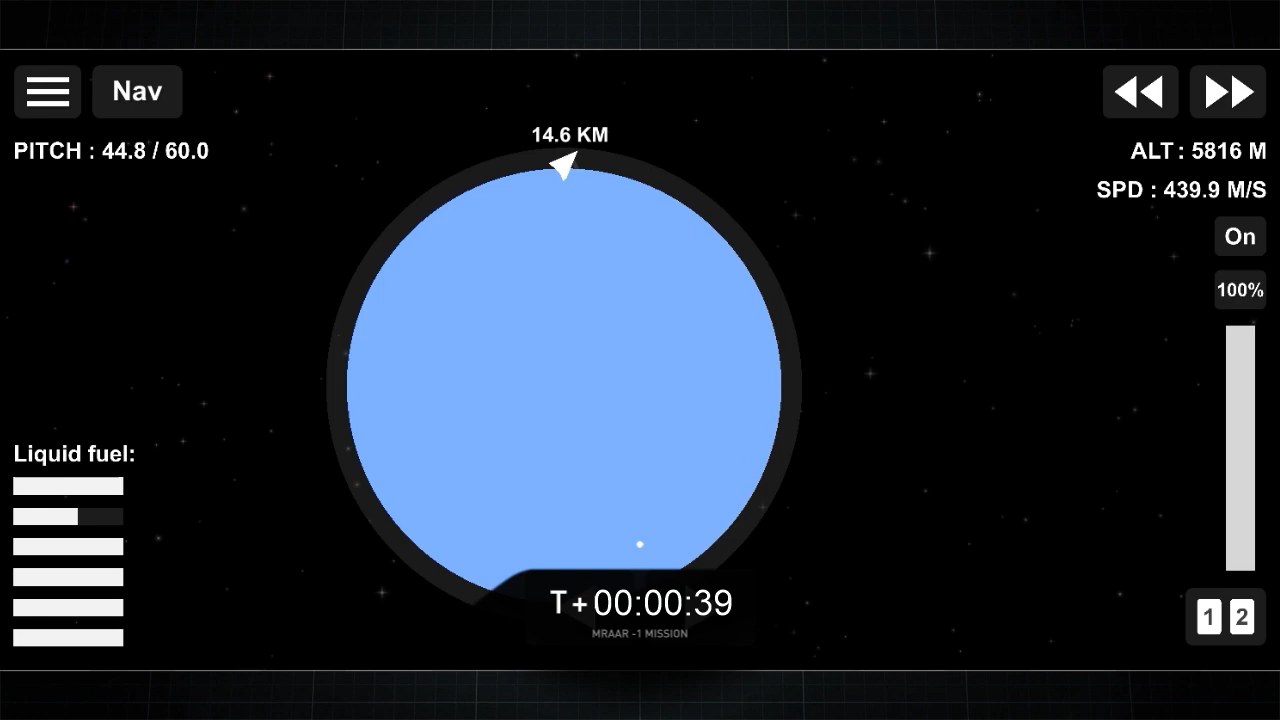 Nav
PITCH : 44.8 / 60.0
14.6 KM
ALT : 5816 M
SPD : 439.9 M/S
On
100%
Liquid fuel:
T+00:00:39
MRAAR -1 MISSION
1 2